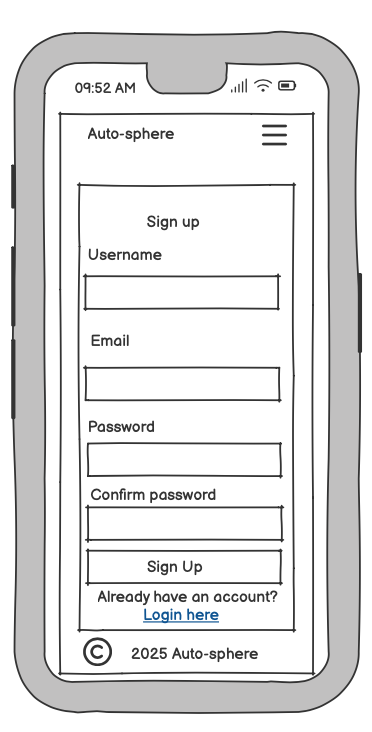 09:52 AM
Auto-sphere
Sign up
Username
Email
Password
Confirm password
Sign Up
Already have an account?
Login here
© 2025 Auto-sphere